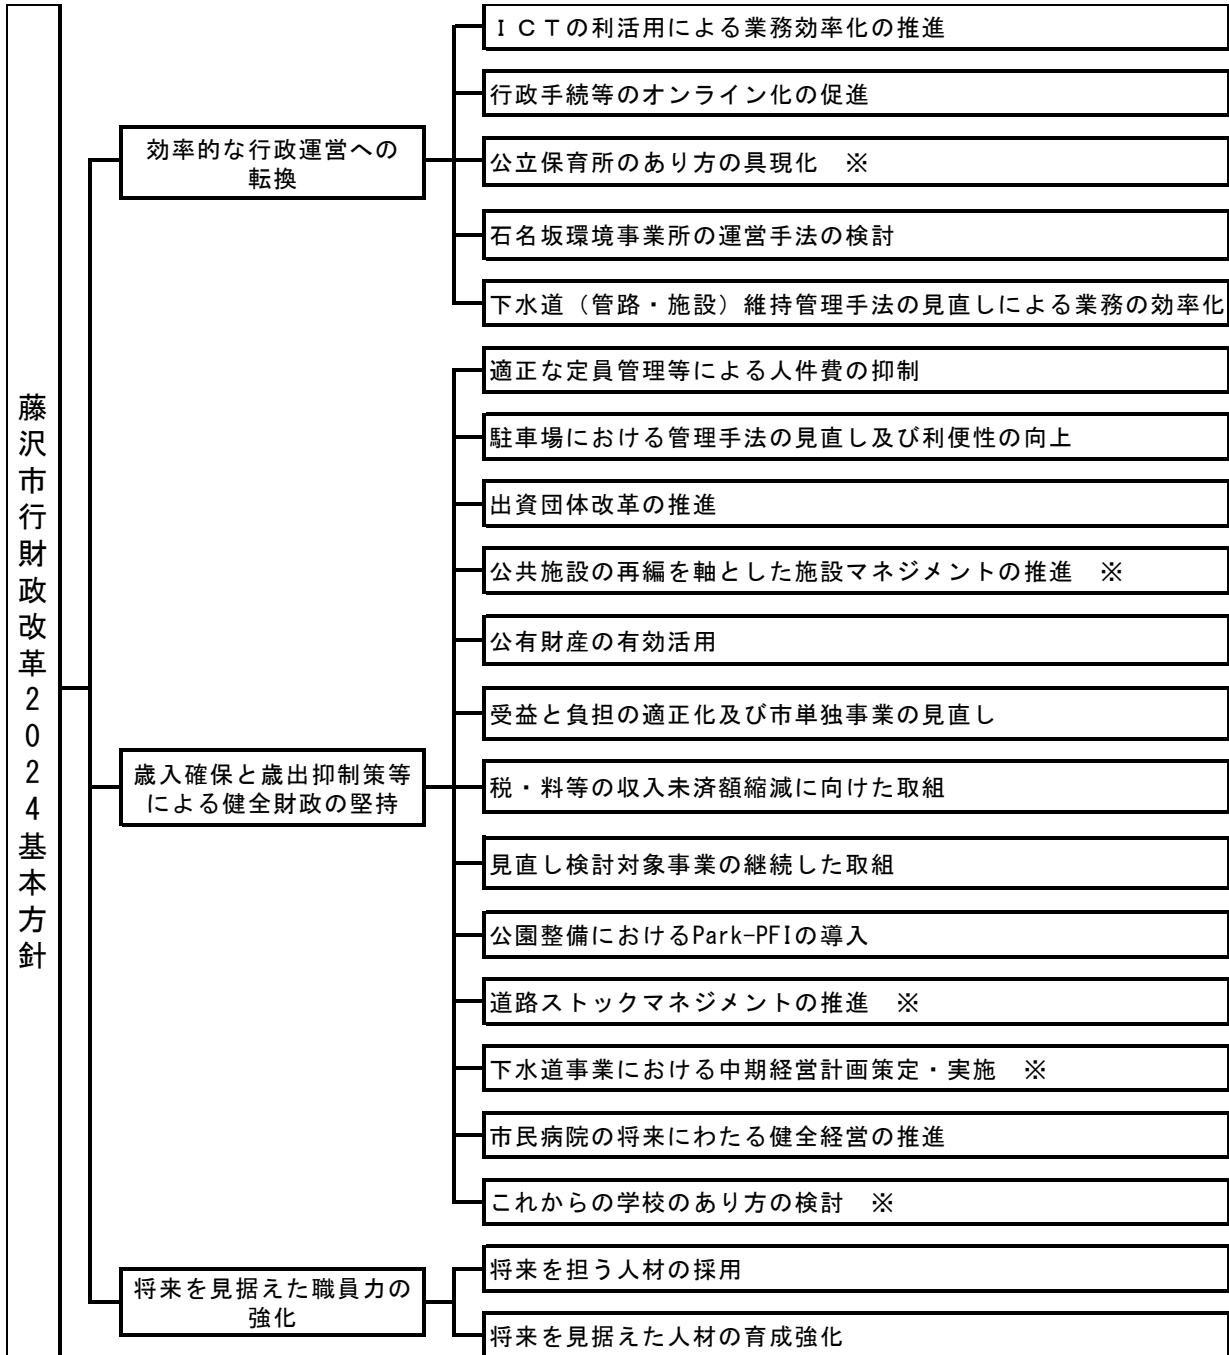 藤沢市行財政改革2024基本方針
効率的な行政運営への
転換
ＩＣＴの利活用による業務効率化の推進
行政手続等のオンライン化の促進
公立保育所のあり方の具現化　※
石名坂環境事業所の運営手法の検討
下水道（管路・施設）維持管理手法の見直しによる業務の効率化
歳入確保と歳出抑制策等
による健全財政の堅持
適正な定員管理等による人件費の抑制
駐車場における管理手法の見直し及び利便性の向上
出資団体改革の推進
公共施設の再編を軸とした施設マネジメントの推進　※
公有財産の有効活用
受益と負担の適正化及び市単独事業の見直し
税・料等の収入未済額縮減に向けた取組
見直し検討対象事業の継続した取組
公園整備におけるPark-PFIの導入
道路ストックマネジメントの推進　※
下水道事業における中期経営計画策定・実施　※
市民病院の将来にわたる健全経営の推進
これからの学校のあり方の検討　※
将来を見据えた職員力の
強化
将来を担う人材の採用
将来を見据えた人材の育成強化